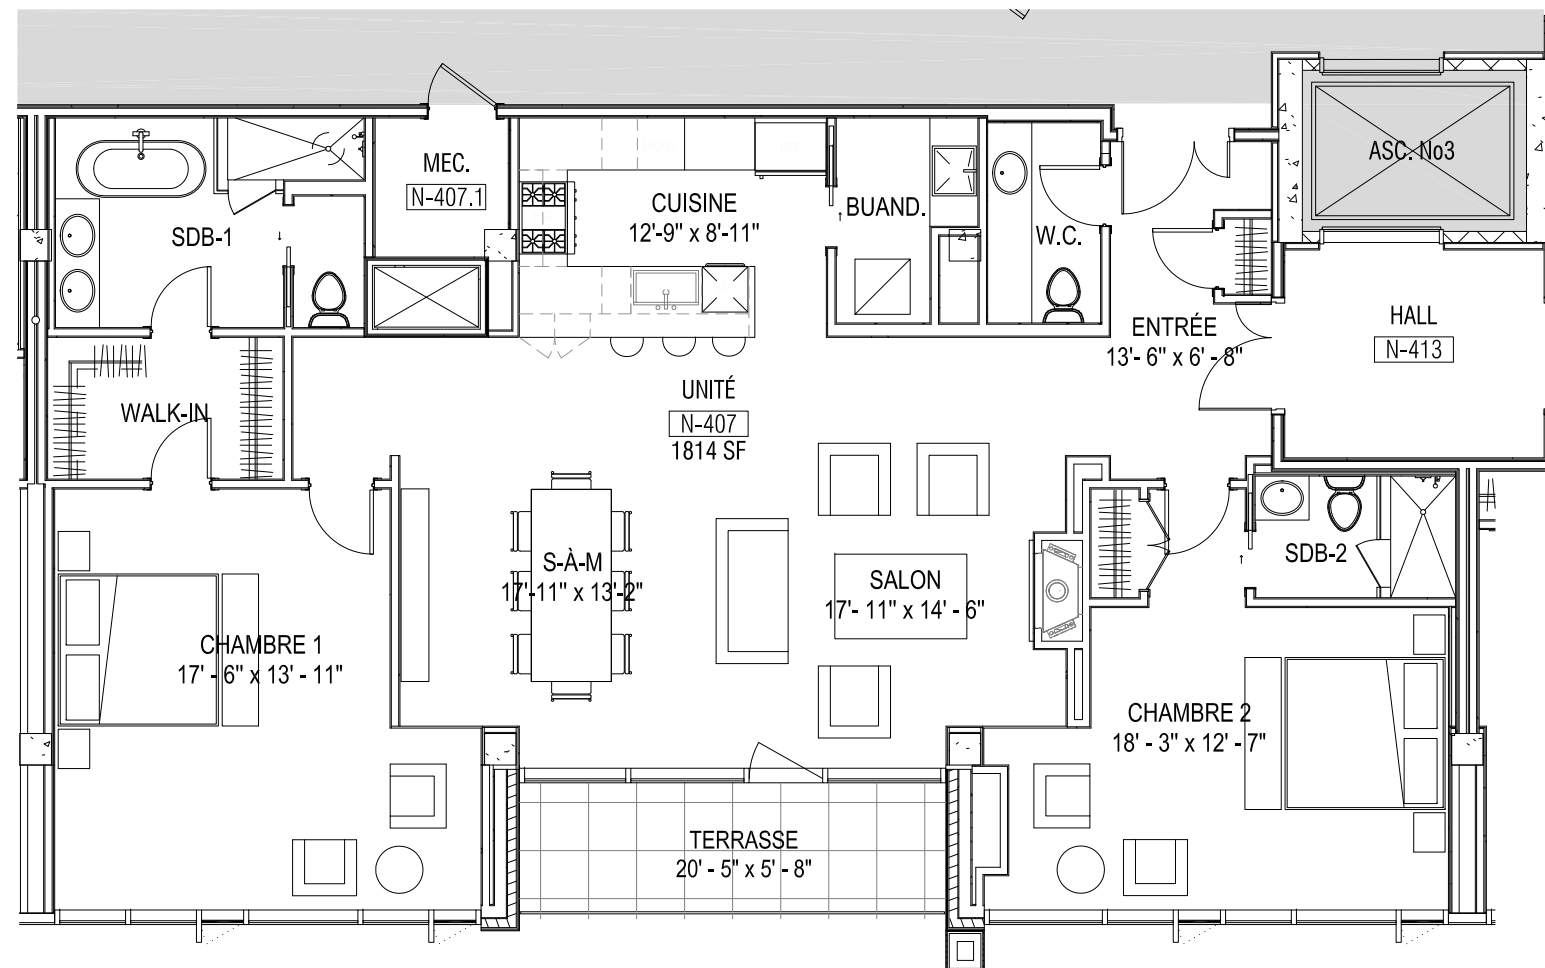 ASC. No3
MEC.
N-407.1
CUISINE
12'-9" x 8'-11"
BUAND.
W.C.
SDB-1
ENTRÉE
13'- 6" x 6' - 8"
HALL
N-413
WALK-IN
UNITÉ
N-407
1814 SF
S-À-M
17'-11" x 13'-2"
SALON
17'- 11" x 14' - 6"
SDB-2
CHAMBRE 1
17' - 6" x 13' - 11"
CHAMBRE 2
18' - 3" x 12' - 7"
TERRASSE
20' - 5" x 5' - 8"